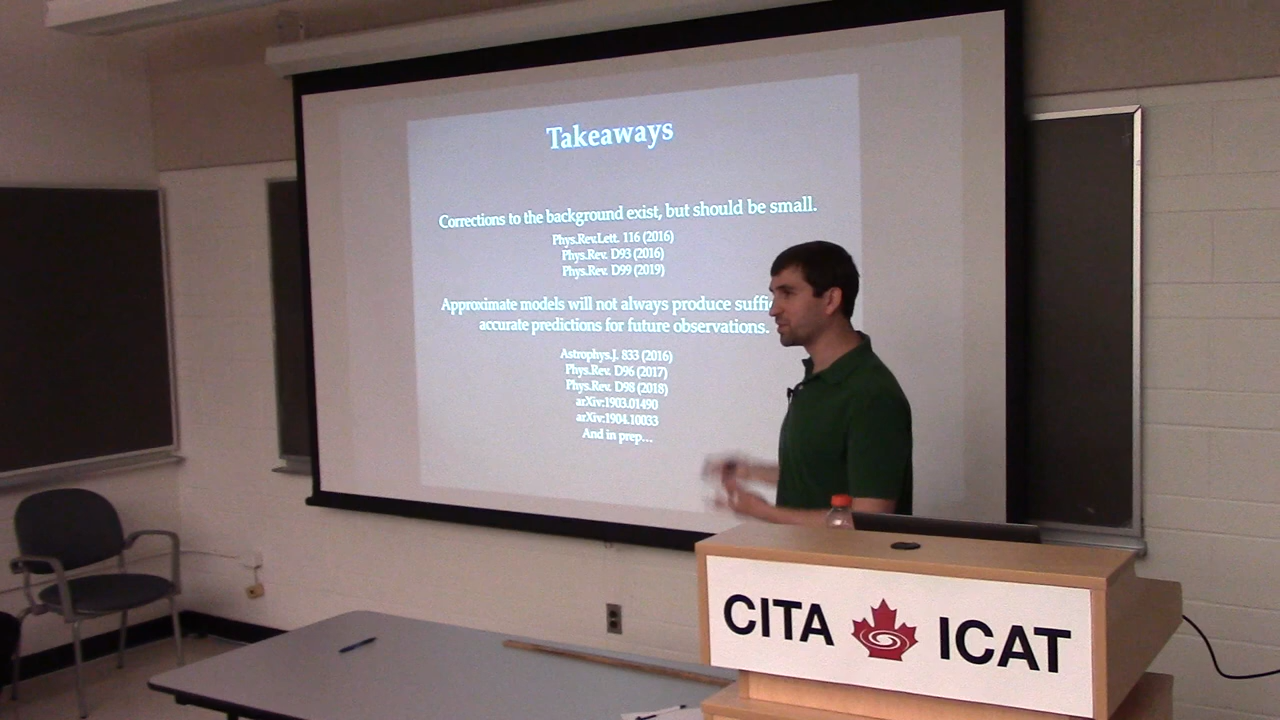 Takeaways
Corrections to the background exist, but should be small.
Phys.Rev.Lett. 116 (2016)
Phys.Rev. D93 (2016)
Phys.Rev. D99 (2019)
Approximate models will not always produce
accurate predictions for future observations.
Astrophys.J. 833 (2016)
Phys.Rev. D96 (2017)
Phys.Rev. D98 (2018)
arXiv:1903.01490
arXiv:1904.10033
And in prep...
CITA ICAT